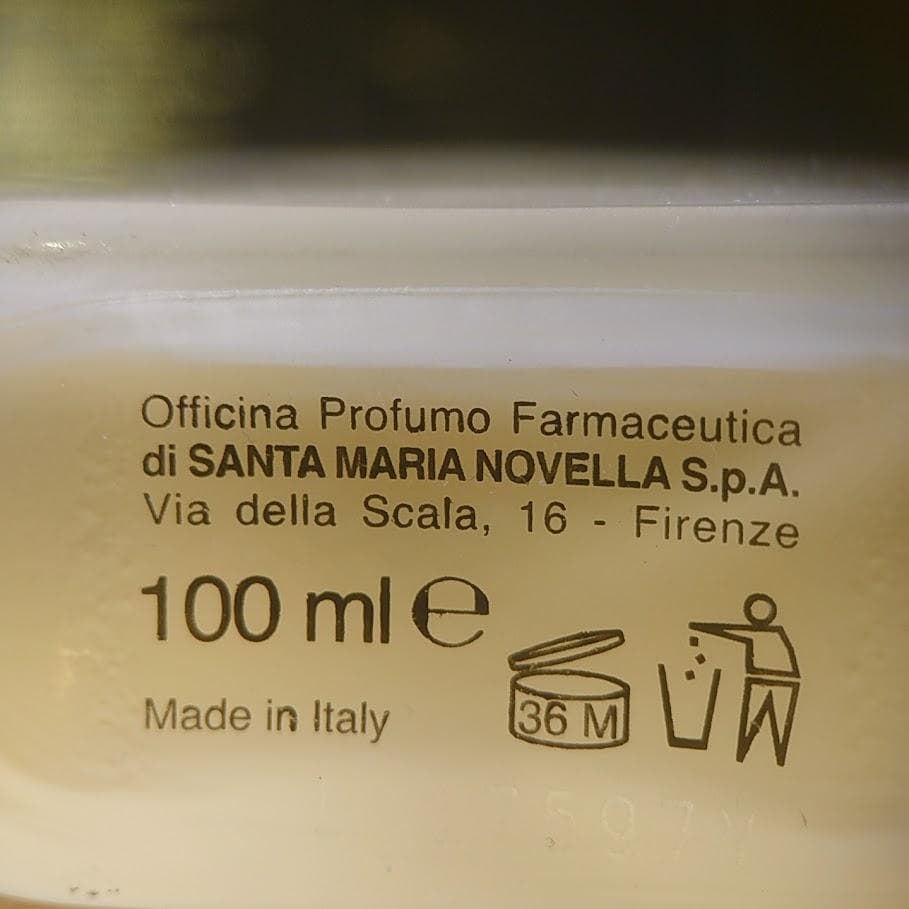 Officina Profumo Farmaceutica
di SANTA MARIA NOVELLA S.p.A.
Via della Scala, 16 - Firenze
100 ml ℮
36 M
Made in Italy